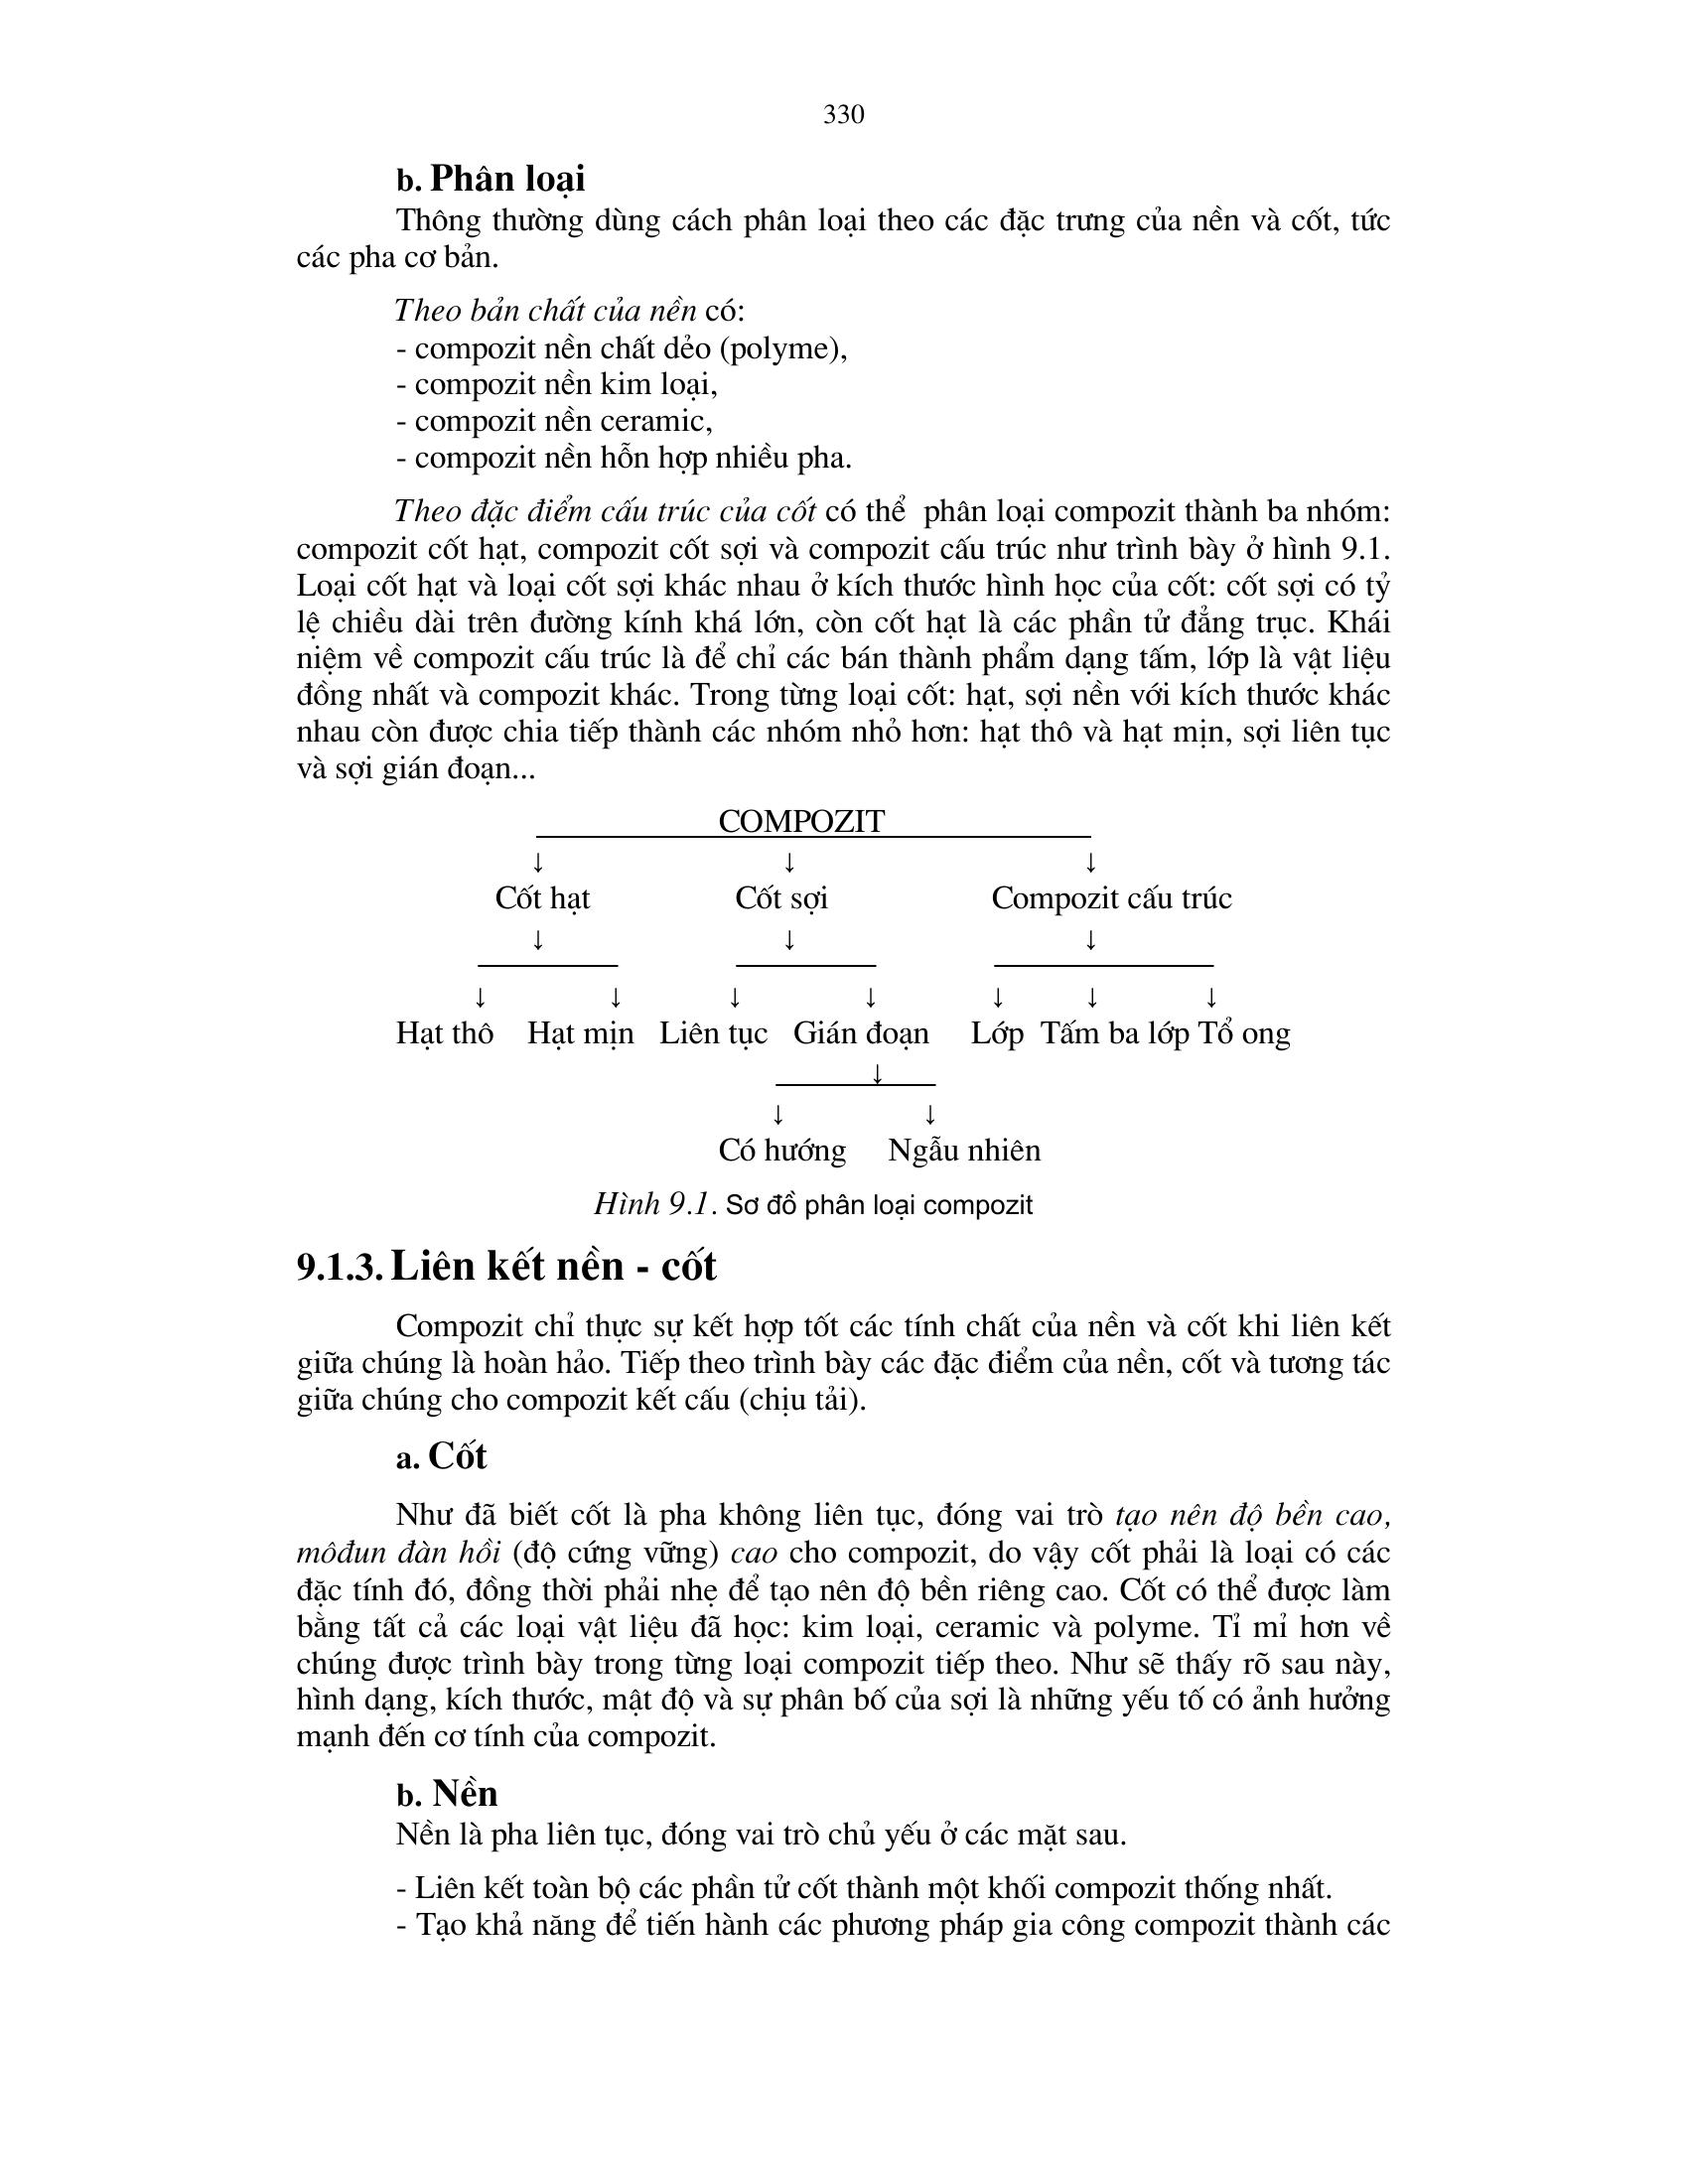 330
b. Phân loại
Thông thường dùng cách phân loại theo các đặc trưng của nền và cốt, tức
các pha cơ bản.
Theo bản chất của nền có:
- compozit nền chất dẻo (polyme),
- compozit nền kim loại,
- compozit nền ceramic,
- compozit nền hỗn hợp nhiều pha.
Theo đặc điểm cấu trúc của cốt có thể phân loại compozit thành ba nhóm:
compozit cốt hạt, compozit cốt sợi và compozit cấu trúc như trình bày ở hình 9.1.
Loại cốt hạt và loại cốt sợi khác nhau ở kích thước hình học của cốt: cốt sợi có tỷ
lệ chiều dài trên đường kính khá lớn, còn cốt hạt là các phần tử đẳng trục. Khái
niệm về compozit cấu trúc là để chỉ các bán thành phẩm dạng tấm, lớp là vật liệu
đồng nhất và compozit khác. Trong từng loại cốt: hạt, sợi nền với kích thước khác
nhau còn được chia tiếp thành các nhóm nhỏ hơn: hạt thô và hạt mịn, sợi liên tục
và sợi gián đoạn...
COMPOZIT
↓ ↓ ↓
Cốt hạt Cốt sợi Compozit cấu trúc
↓ ↓ ↓
↓ ↓ ↓ ↓ ↓ ↓ ↓
Hạt thô Hạt mịn Liên tục Gián đoạn Lớp Tấm ba lớp Tổ ong
↓
↓ ↓
Có hướng Ngẫu nhiên
Hình 9.1. Sơ đồ phân loại compozit
9.1.3. Liên kết nền - cốt
Compozit chỉ thực sự kết hợp tốt các tính chất của nền và cốt khi liên kết
giữa chúng là hoàn hảo. Tiếp theo trình bày các đặc điểm của nền, cốt và tương tác
giữa chúng cho compozit kết cấu (chịu tải).
a. Cốt
Như đã biết cốt là pha không liên tục, đóng vai trò tạo nên độ bền cao,
môđun đàn hồi (độ cứng vững) cao cho compozit, do vậy cốt phải là loại có các
đặc tính đó, đồng thời phải nhẹ để tạo nên độ bền riêng cao. Cốt có thể được làm
bằng tất cả các loại vật liệu đã học: kim loại, ceramic và polyme. Tỉ mỉ hơn về
chúng được trình bày trong từng loại compozit tiếp theo. Như sẽ thấy rõ sau này,
hình dạng, kích thước, mật độ và sự phân bố của sợi là những yếu tố có ảnh hưởng
mạnh đến cơ tính của compozit.
b. Nền
Nền là pha liên tục, đóng vai trò chủ yếu ở các mặt sau.
- Liên kết toàn bộ các phần tử cốt thành một khối compozit thống nhất.
- Tạo khả năng để tiến hành các phương pháp gia công compozit thành các